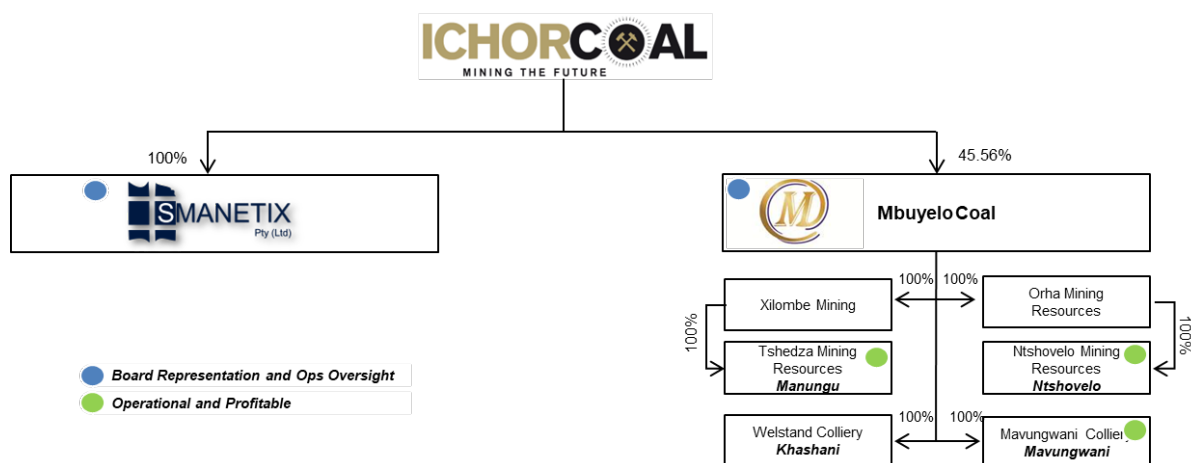 ICHORCOAL
MINING THE FUTURE
100%
45.56%
SMANETIX
Pty (Ltd)
M
Mbuyelo Coal
100%
100%
Xilombe Mining
Orha Mining
Resources
100%
100%
Tshedza Mining
Resources
Manungu
Ntshovelo Mining
Resources
Ntshovelo
Board Representation and Ops Oversight
Operational and Profitable
100%
100%
Welstand Colliery
Khashani
Mavungwani Colliery
Mavungwani